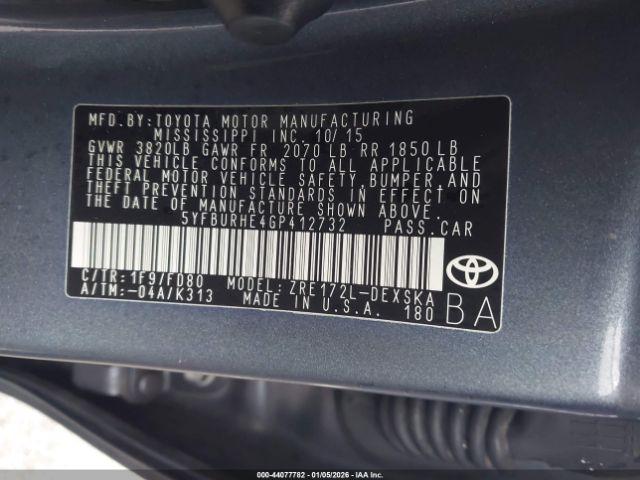 MFD.BY:TOYOTA MOTOR MANUFACTURING
MISSISSIPPI INC. 10/15
GVWR 3820LB GAWR FR 2070 LB RR 1850 LB
THIS VEHICLE CONFORMS TO ALL APPLICABLE
FEDERAL MOTOR VEHICLE SAFETY, BUMPER, AND
THEFT PREVENTION STANDARDS IN EFFECT ON
THE DATE OF MANUFACTURE SHOWN ABOVE.
5YFBURHE4GP412732 PASS.CAR
C/TR:1F9/FD80 MODEL:ZRE172L-DEXSKA
A/TM:-04A/K313 MADE IN U.S.A. 180 BA
000-44077782 - 01/05/2026 - IAA